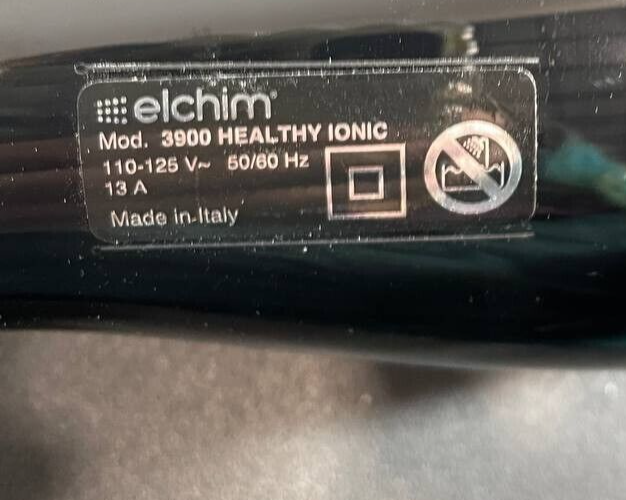 elchim®
Mod. 3900 HEALTHY IONIC
110-125 V~ 50/60 Hz
13 A
Made in Italy